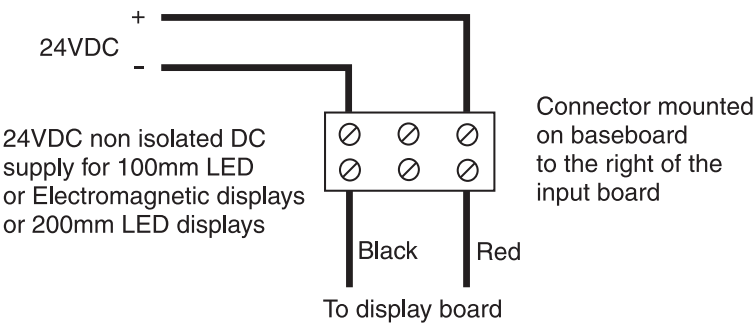 +
24VDC
-
24VDC non isolated DC
supply for 100mm LED
or Electromagnetic displays
or 200mm LED displays
Connector mounted
on baseboard
to the right of the
input board
Black
Red
To display board